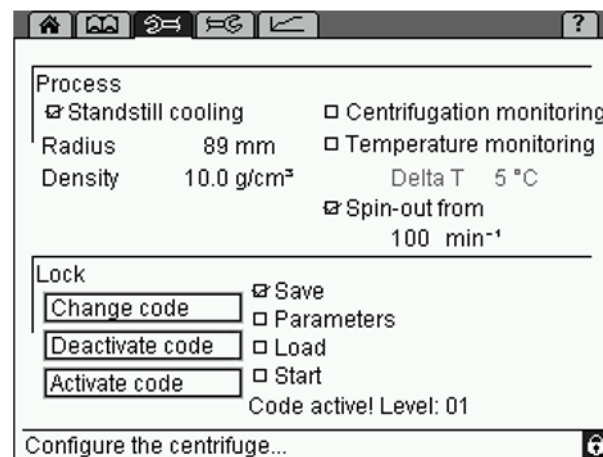 ?
Process
Standstill cooling
Radius 89 mm
Density 10.0 g/cm³
Centrifugation monitoring
Temperature monitoring
Delta T 5 °C
Spin-out from
100 min⁻¹
Lock
Change code
Deactivate code
Activate code
Save
Parameters
Load
Start
Code active! Level: 01
Configure the centrifuge...